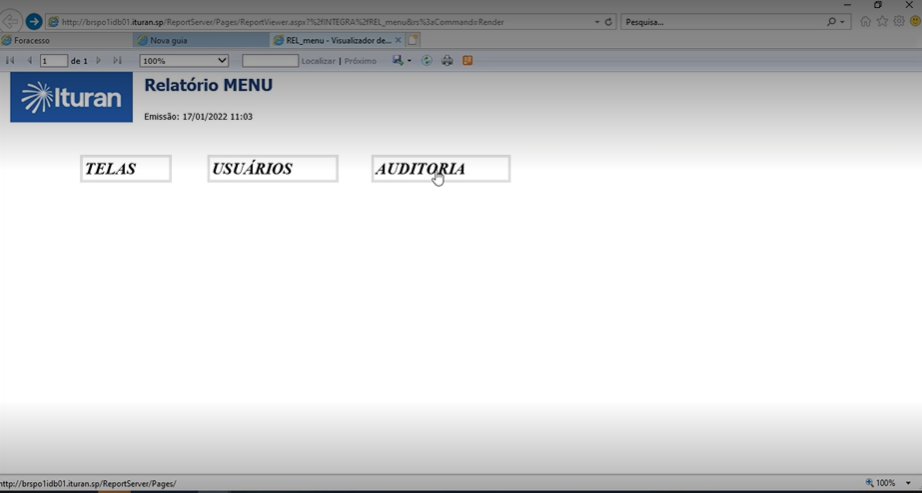 http://brspo1idb01.ituran.sp/ReportServer/Pages/ReportViewer.aspx?%2fINTEGRA%2fREL_menu&rs%3aCommand=Render
Pesquisa...
Foracesso
Nova guia
REL_menu - Visualizador de...
1
de 1
100%
Localizar | Próximo
Ituran
Relatório MENU
Emissão: 17/01/2022 11:03
TELAS
USUÁRIOS
AUDITORIA
http://brspo1idb01.ituran.sp/ReportServer/Pages/
100%